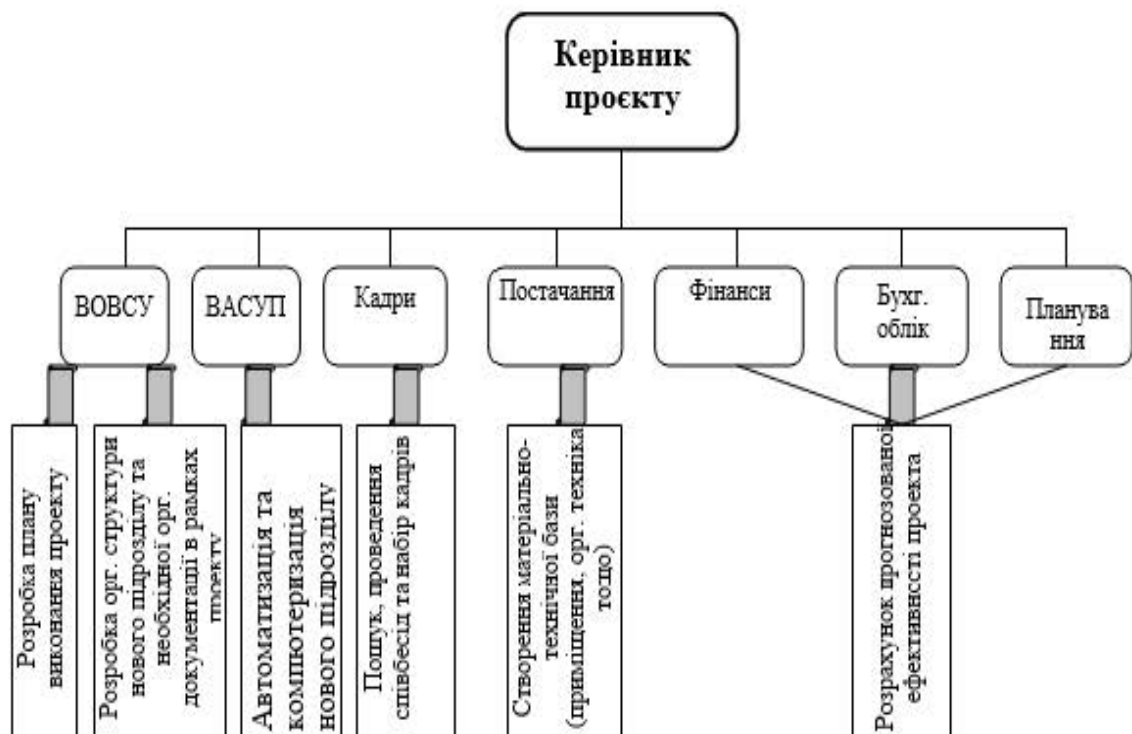 Керівник
проєкту
ВОВСУ
ВАСУП
Кадри
Постачання
Фінанси
Бухг.
облік
Планува
ння
Розробка плану
виконання проекту
Розробка орг. структури
нового підрозділу та
необхідної орг.
документації в рамках
проекту
Автоматизація та
компютеризація
нового підрозділу
Пошук, проведення
співбесід та набір кадрів
Створення матеріально-
технічної бази
(приміщення, орг. техніка
тощо)
Розрахунок прогнозованої
ефективнссті проекта